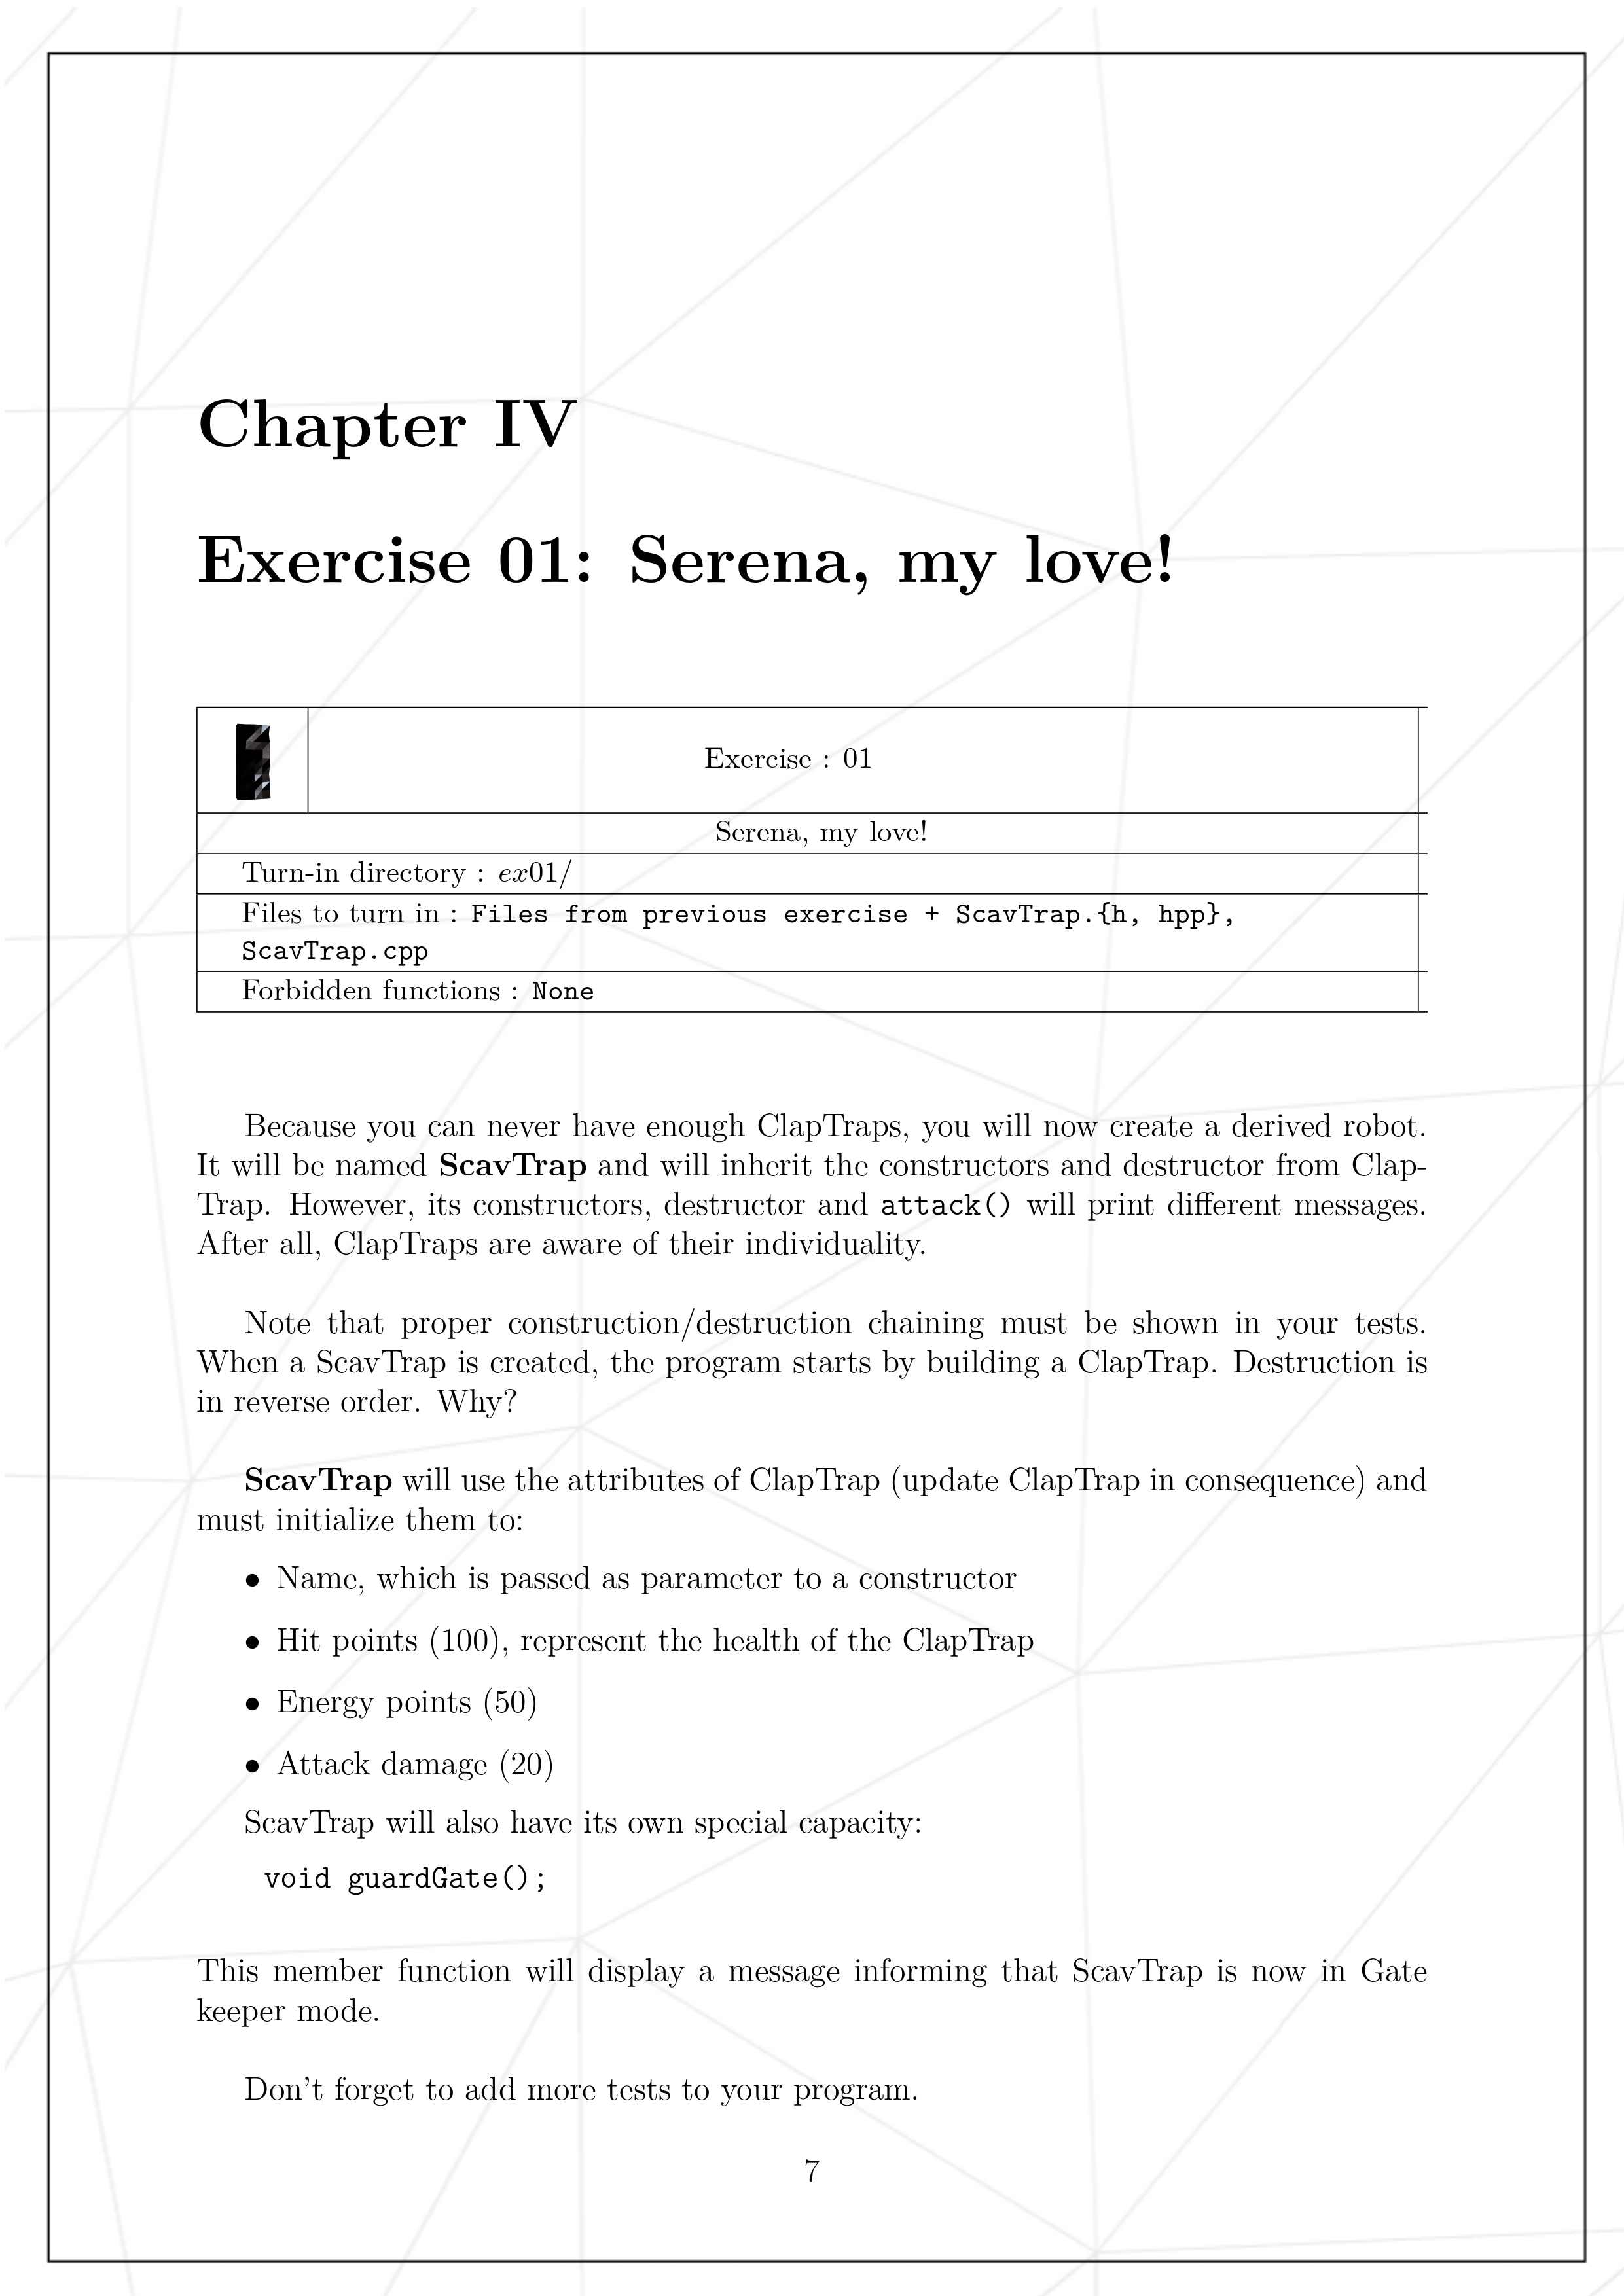 Chapter IV
Exercise 01: Serena, my love!
Exercise : 01
Serena, my love!
Turn-in directory : ex01/
Files to turn in : Files from previous exercise + ScavTrap.{h, hpp},
ScavTrap.cpp
Forbidden functions : None
Because you can never have enough ClapTraps, you will now create a derived robot.
It will be named ScavTrap and will inherit the constructors and destructor from Clap-
Trap. However, its constructors, destructor and attack() will print different messages.
After all, ClapTraps are aware of their individuality.
Note that proper construction/destruction chaining must be shown in your tests.
When a ScavTrap is created, the program starts by building a ClapTrap. Destruction is
in reverse order. Why?
ScavTrap will use the attributes of ClapTrap (update ClapTrap in consequence) and
must initialize them to:
• Name, which is passed as parameter to a constructor
• Hit points (100), represent the health of the ClapTrap
• Energy points (50)
• Attack damage (20)
ScavTrap will also have its own special capacity:
void guardGate();
This member function will display a message informing that ScavTrap is now in Gate
keeper mode.
Don't forget to add more tests to your program.
7